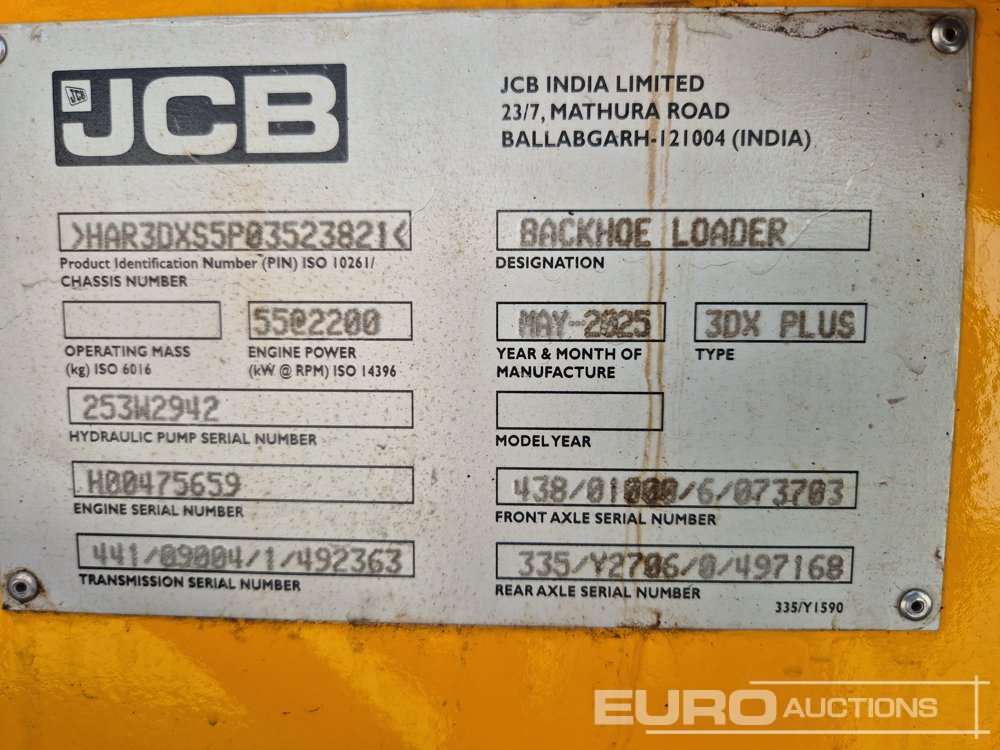 JCB
JCB
JCB INDIA LIMITED
23/7, MATHURA ROAD
BALLABGARH-121004 (INDIA)
>HAR3DXS5P03523821<
Product Identification Number (PIN) ISO 10261/
CHASSIS NUMBER
BACKHOE LOADER
DESIGNATION
OPERATING MASS
(kg) ISO 6016
55@2200
ENGINE POWER
(kW @ RPM) ISO 14396
MAY-2025
YEAR & MONTH OF
MANUFACTURE
3DX PLUS
TYPE
253W2942
HYDRAULIC PUMP SERIAL NUMBER
MODEL YEAR
H00475659
ENGINE SERIAL NUMBER
438/01000/6/073703
FRONT AXLE SERIAL NUMBER
441/09004/1/492363
TRANSMISSION SERIAL NUMBER
335/Y2706/0/497168
REAR AXLE SERIAL NUMBER
335/Y1590
EURO AUCTIONS